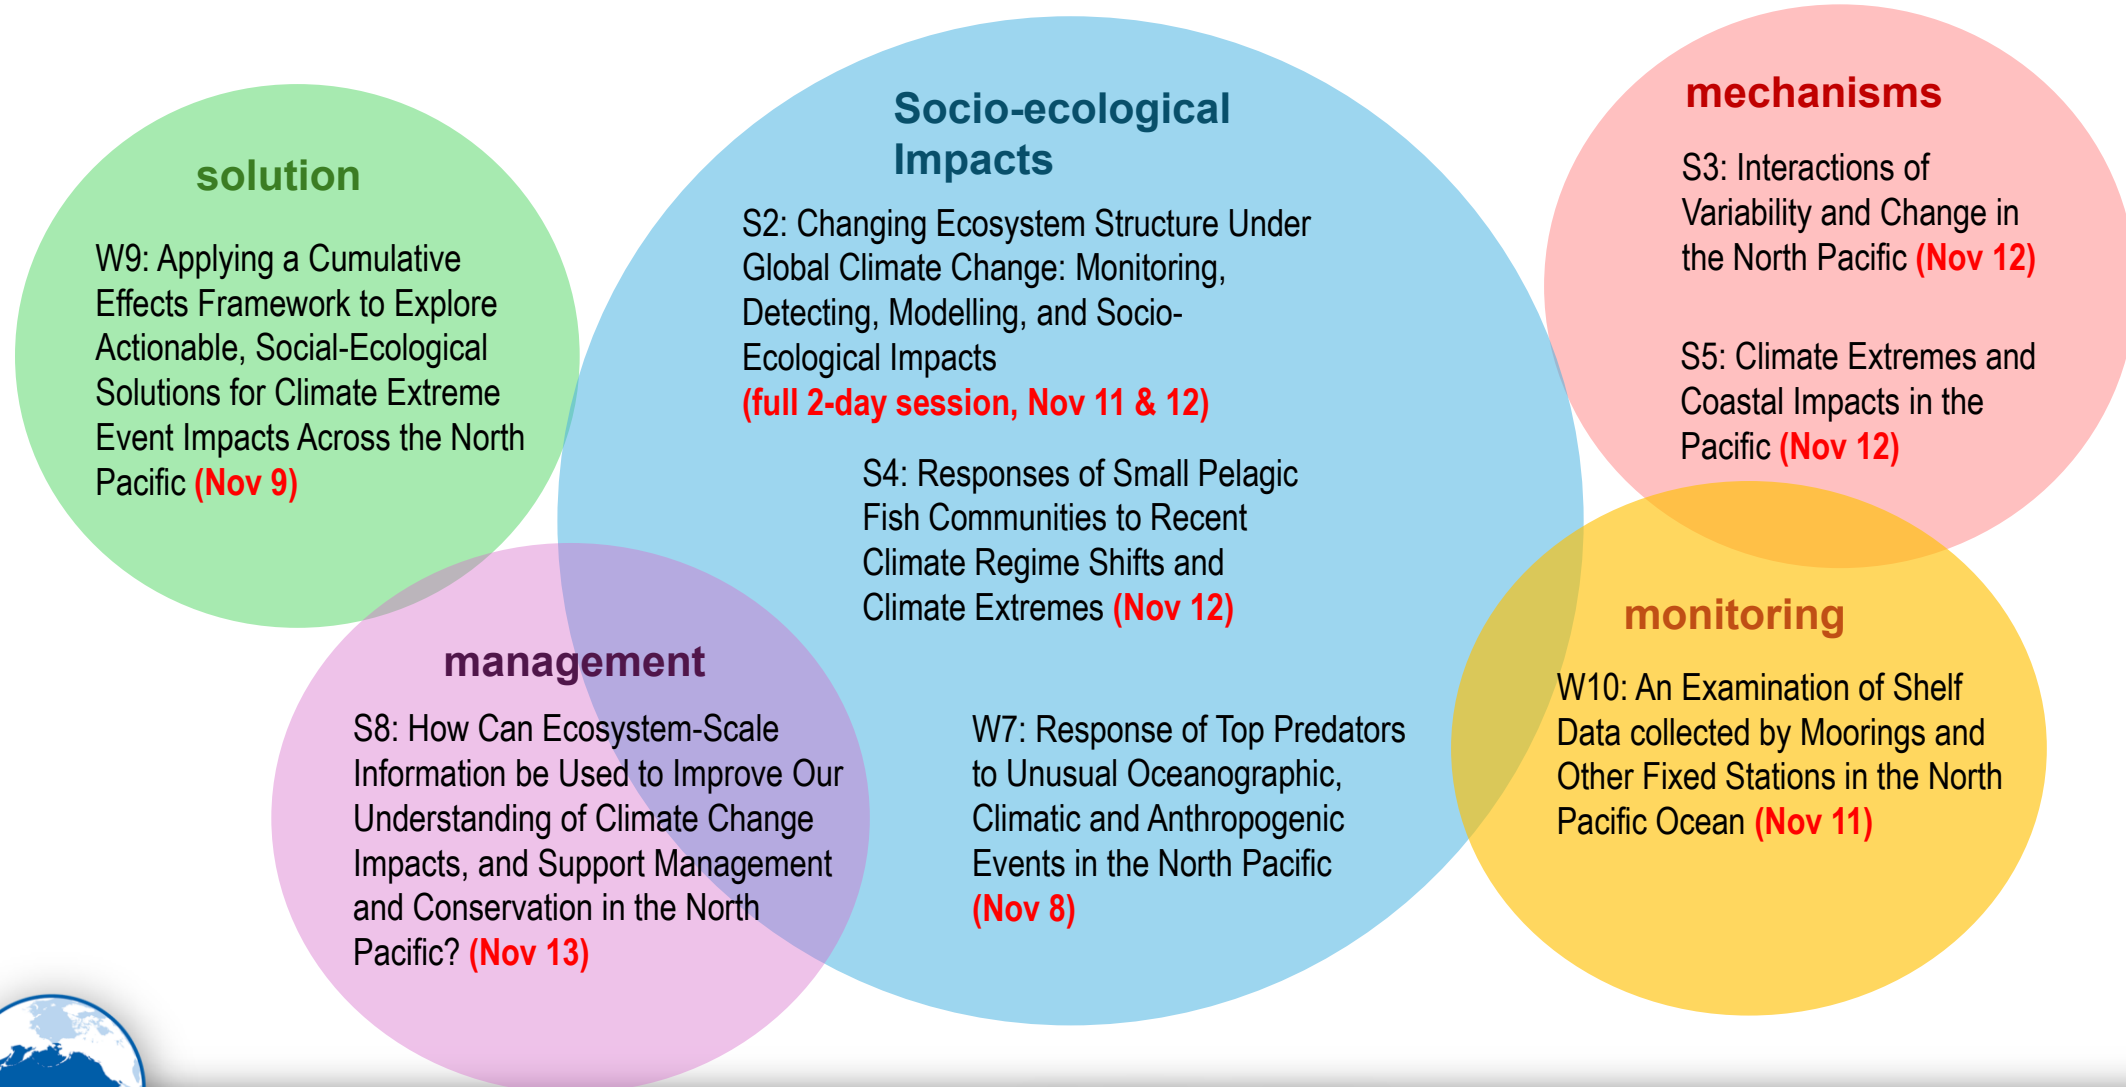 solution
W9: Applying a Cumulative
Effects Framework to Explore
Actionable, Social-Ecological
Solutions for Climate Extreme
Event Impacts Across the North
Pacific (Nov 9)
Socio-ecological
Impacts
S2: Changing Ecosystem Structure Under
Global Climate Change: Monitoring,
Detecting, Modelling, and Socio-
Ecological Impacts
(full 2-day session, Nov 11 & 12)
S4: Responses of Small Pelagic
Fish Communities to Recent
Climate Regime Shifts and
Climate Extremes (Nov 12)
W7: Response of Top Predators
to Unusual Oceanographic,
Climatic and Anthropogenic
Events in the North Pacific
(Nov 8)
mechanisms
S3: Interactions of
Variability and Change in
the North Pacific (Nov 12)
S5: Climate Extremes and
Coastal Impacts in the
Pacific (Nov 12)
management
S8: How Can Ecosystem-Scale
Information be Used to Improve Our
Understanding of Climate Change
Impacts, and Support Management
and Conservation in the North
Pacific? (Nov 13)
monitoring
W10: An Examination of Shelf
Data collected by Moorings and
Other Fixed Stations in the North
Pacific Ocean (Nov 11)